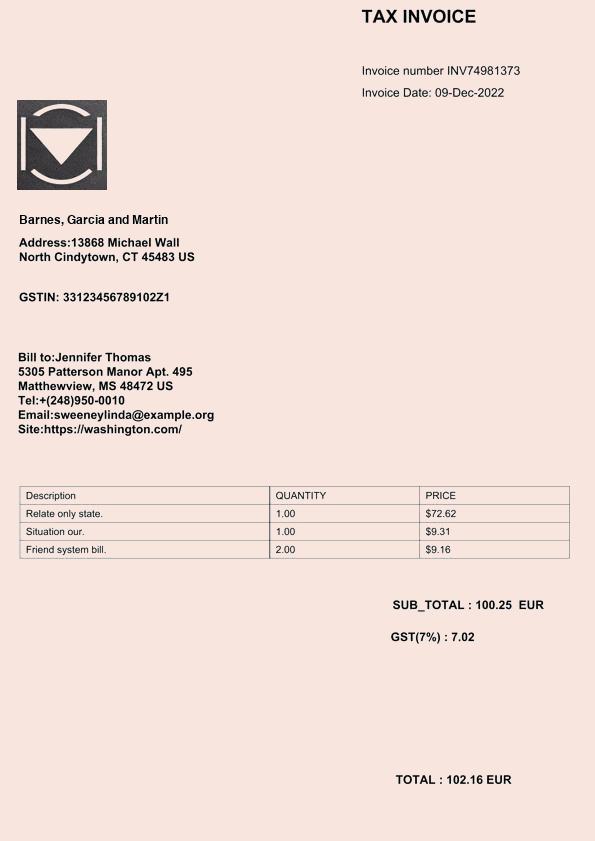 TAX INVOICE
Invoice number INV74981373
Invoice Date: 09-Dec-2022
Barnes, Garcia and Martin
Address:13868 Michael Wall
North Cindytown, CT 45483 US
GSTIN: 33123456789102Z1
Bill to:Jennifer Thomas
5305 Patterson Manor Apt. 495
Matthewview, MS 48472 US
Tel:+(248)950-0010
Email:sweeneylinda@example.org
Site:https://washington.com/
Description QUANTITY PRICE
Relate only state. 1.00 $72.62
Situation our. 1.00 $9.31
Friend system bill. 2.00 $9.16
SUB_TOTAL : 100.25 EUR
GST(7%) : 7.02
TOTAL : 102.16 EUR